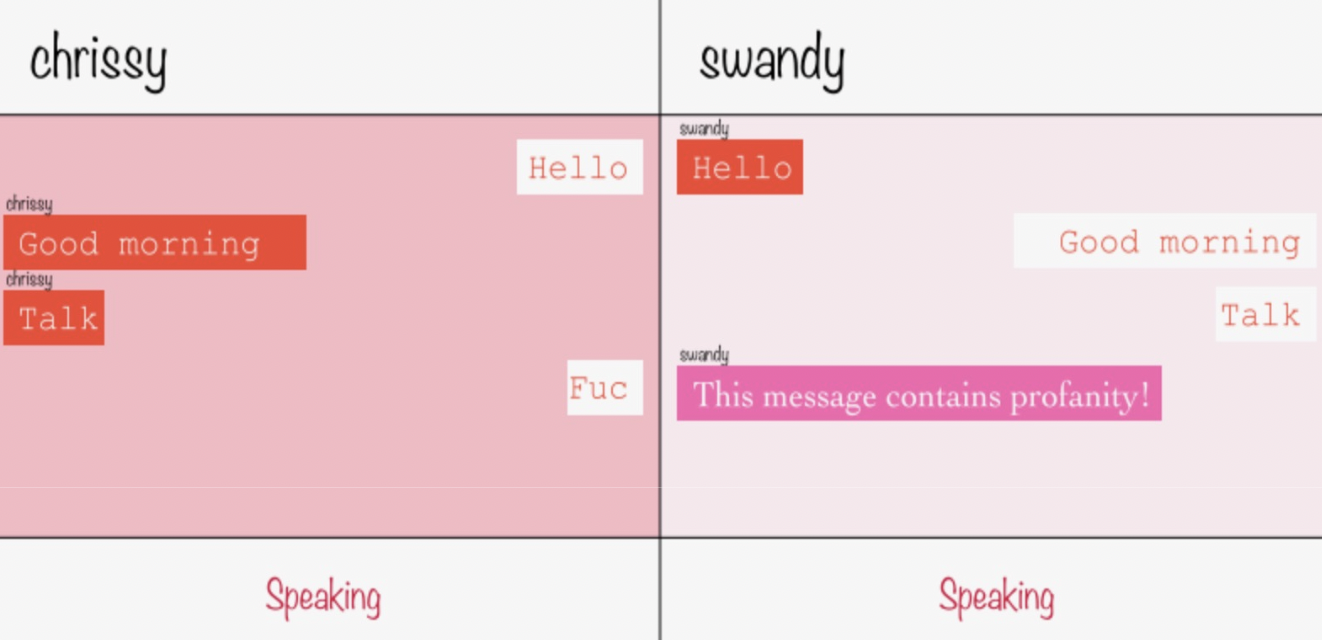 chrissy
Hello
chrissy
Good morning
chrissy
Talk
Fuc
Speaking
swandy
swandy
Hello
Good morning
Talk
swandy
This message contains profanity!
Speaking